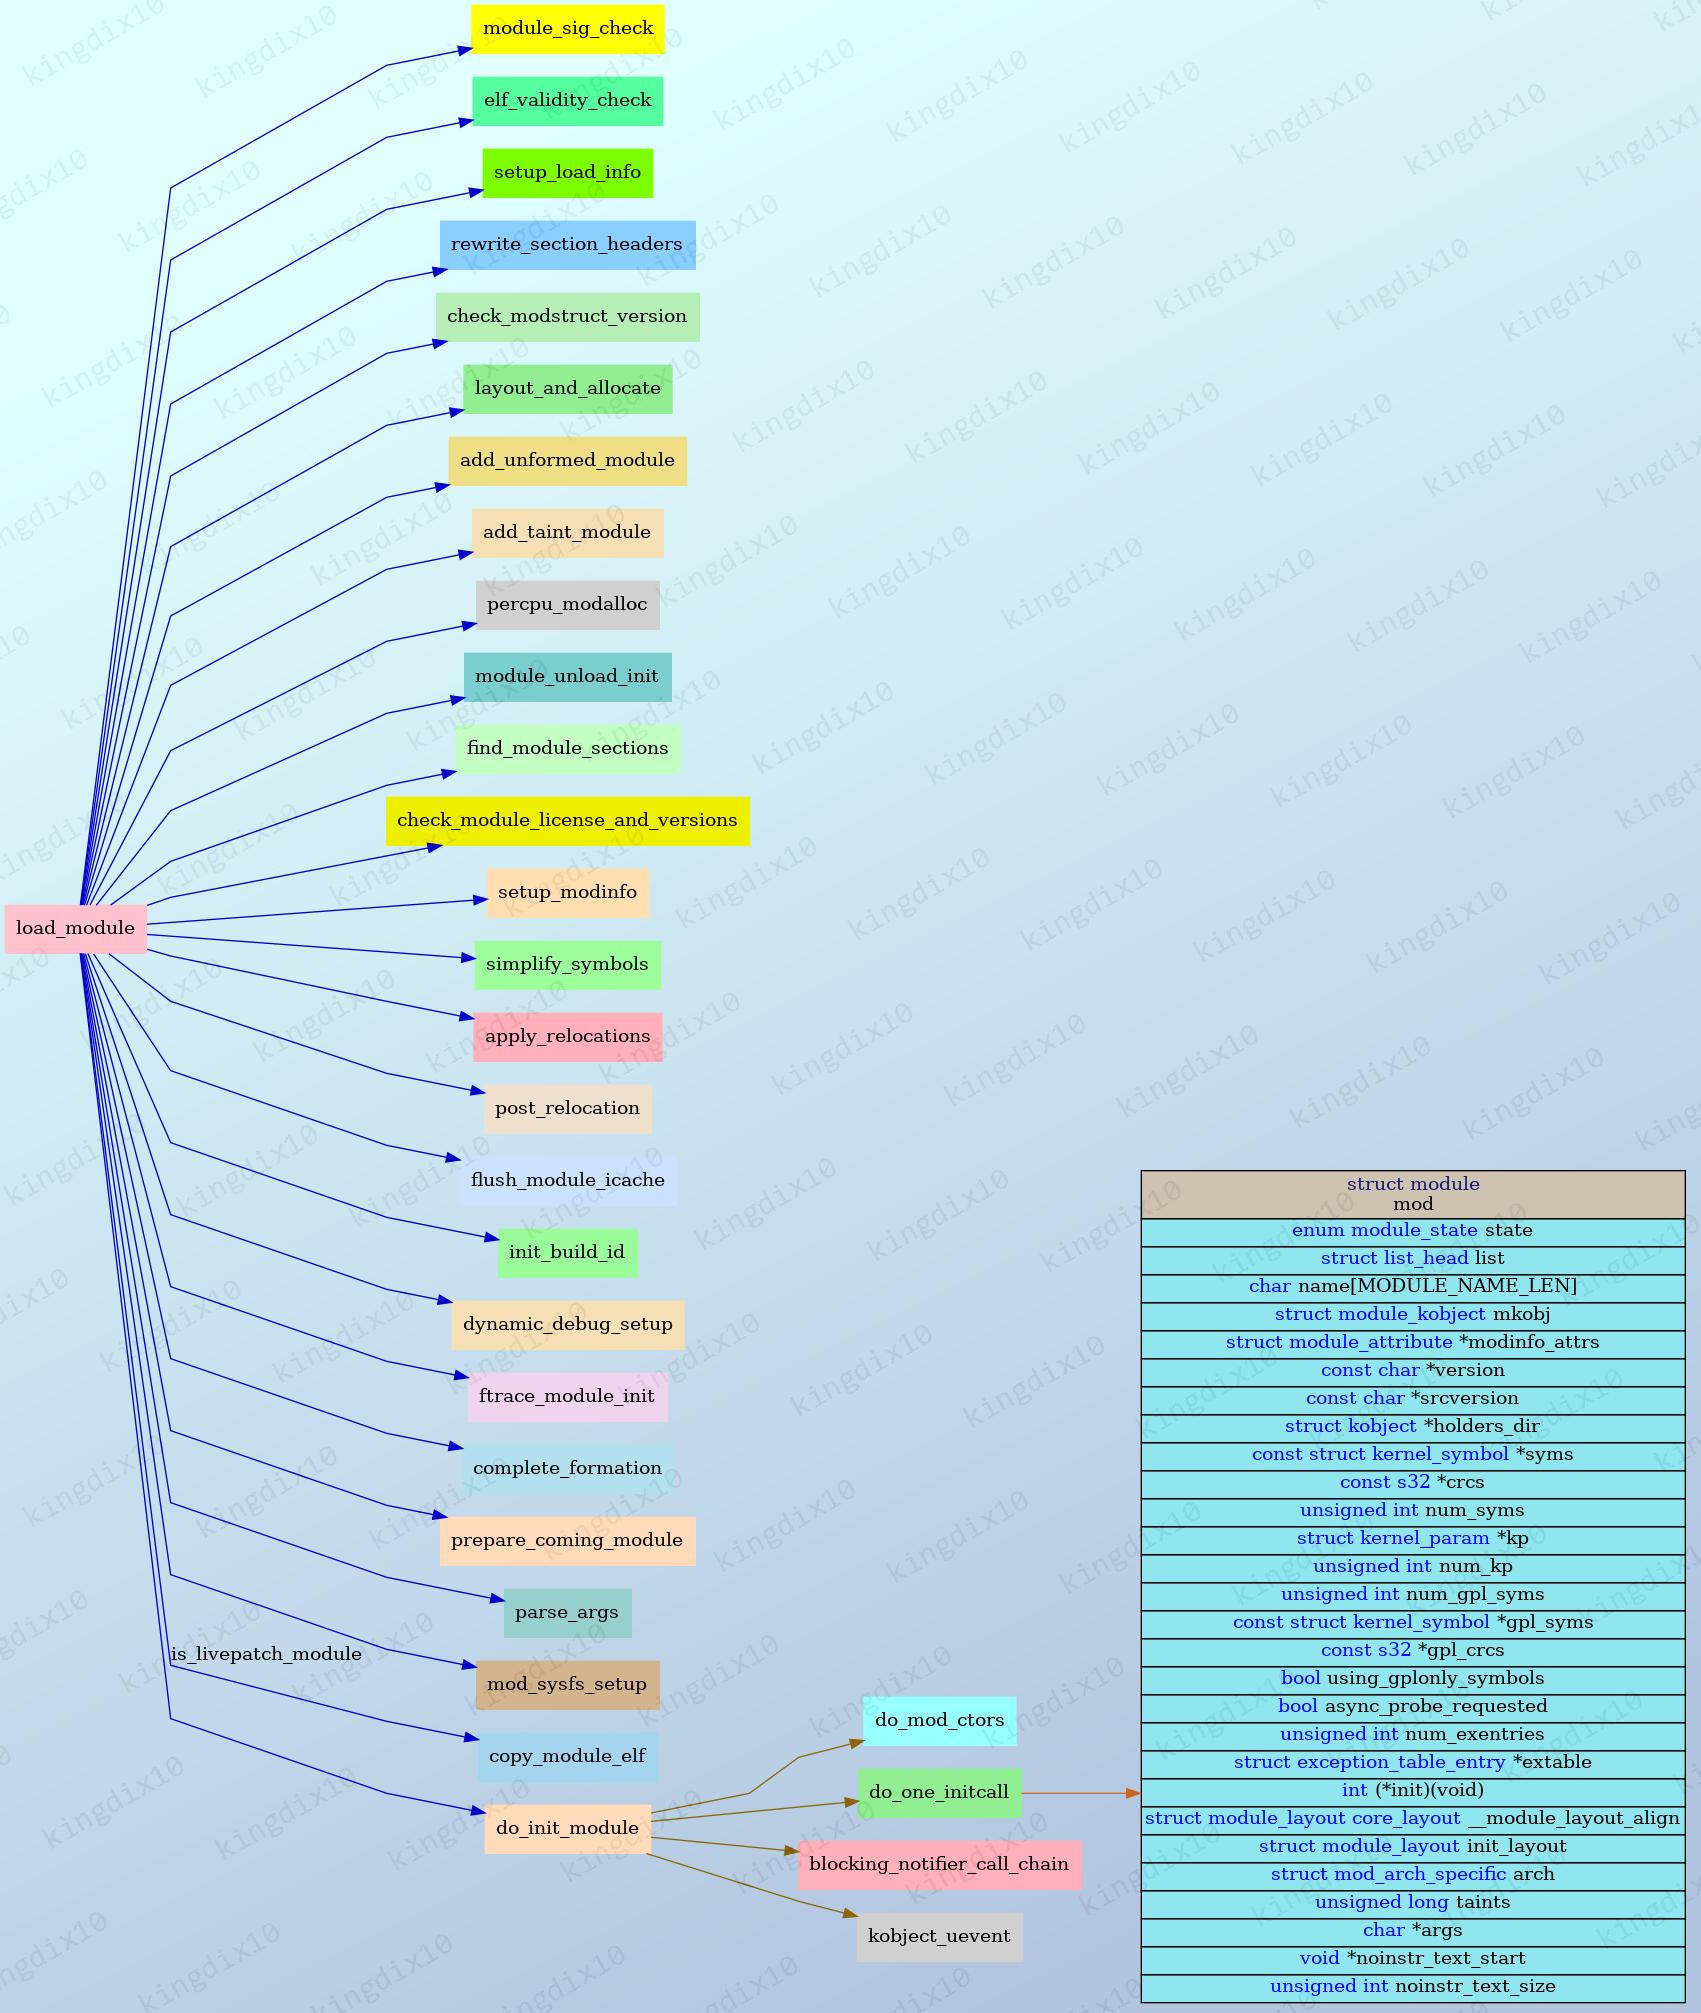 module_sig_check
elf_validity_check
setup_load_info
rewrite_section_headers
check_modstruct_version
layout_and_allocate
add_unformed_module
add_taint_module
percpu_modalloc
module_unload_init
find_module_sections
check_module_license_and_versions
setup_modinfo
load_module
simplify_symbols
apply_relocations
post_relocation
flush_module_icache
init_build_id
dynamic_debug_setup
ftrace_module_init
complete_formation
prepare_coming_module
parse_args
is_livepatch_module
mod_sysfs_setup
copy_module_elf
do_init_module
do_mod_ctors
do_one_initcall
blocking_notifier_call_chain
kobject_uevent
struct module
mod
enum module_state state
struct list_head list
char name[MODULE_NAME_LEN]
struct module_kobject mkobj
struct module_attribute *modinfo_attrs
const char *version
const char *srcversion
struct kobject *holders_dir
const struct kernel_symbol *syms
const s32 *crcs
unsigned int num_syms
struct kernel_param *kp
unsigned int num_kp
unsigned int num_gpl_syms
const struct kernel_symbol *gpl_syms
const s32 *gpl_crcs
bool using_gplonly_symbols
bool async_probe_requested
unsigned int num_exentries
struct exception_table_entry *extable
int (*init)(void)
struct module_layout core_layout __module_layout_align
struct module_layout init_layout
struct mod_arch_specific arch
unsigned long taints
char *args
void *noinstr_text_start
unsigned int noinstr_text_size
kingdix10